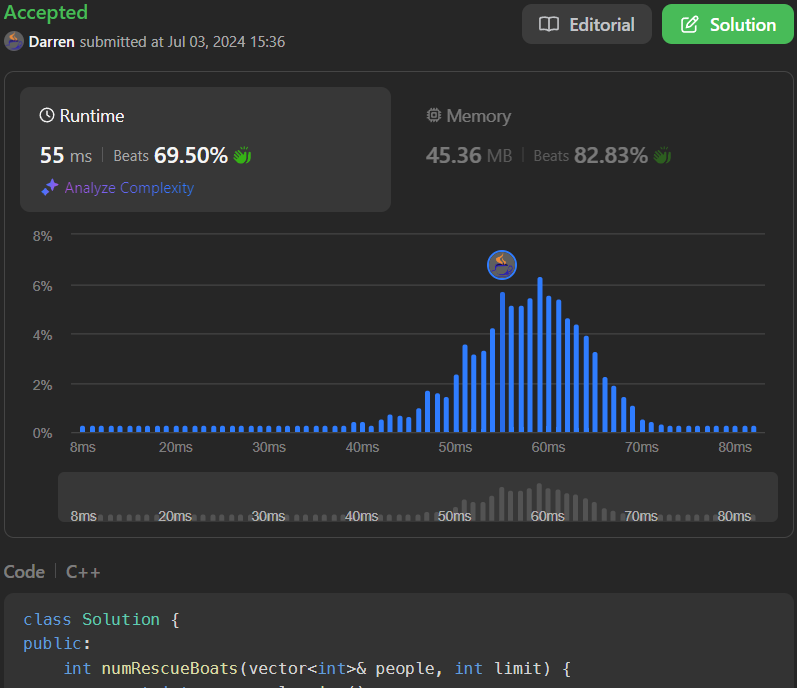 Accepted
Editorial
Solution
Darren submitted at Jul 03, 2024 15:36
Runtime
Memory
55 ms | Beats 69.50%
45.36 MB | Beats 82.83%
Analyze Complexity
8%
6%
4%
2%
0%
8ms 20ms 30ms 40ms 50ms 60ms 70ms 80ms
8ms 20ms 30ms 40ms 50ms 60ms 70ms 80ms
Code | C++
class Solution {
public:
int numRescueBoats(vector<int>& people, int limit) {